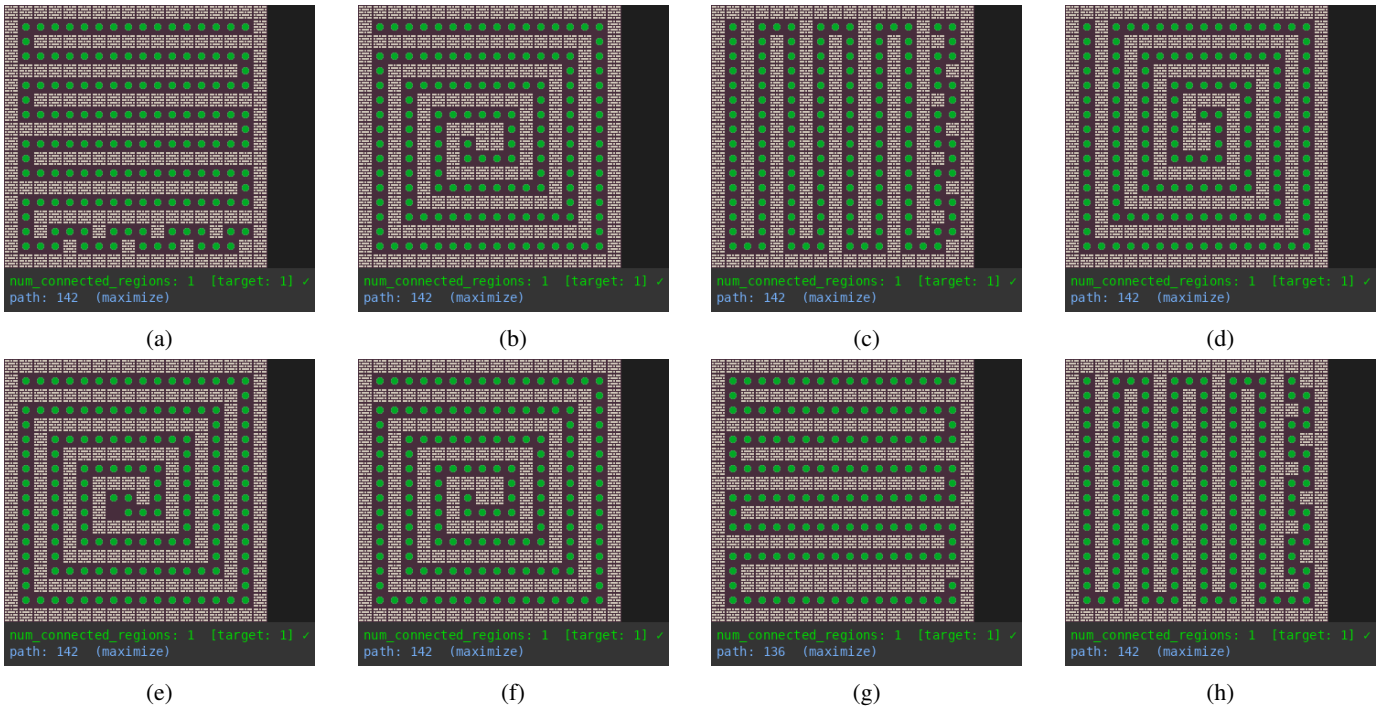 num_connected_regions: 1 [target: 1] ✓
path: 142 (maximize)
num_connected_regions: 1 [target: 1] ✓
path: 142 (maximize)
num_connected_regions: 1 [target: 1] ✓
path: 142 (maximize)
num_connected_regions: 1 [target: 1] ✓
path: 142 (maximize)
(a)
(b)
(c)
(d)
num_connected_regions: 1 [target: 1] ✓
path: 142 (maximize)
num_connected_regions: 1 [target: 1] ✓
path: 142 (maximize)
num_connected_regions: 1 [target: 1] ✓
path: 136 (maximize)
num_connected_regions: 1 [target: 1] ✓
path: 142 (maximize)
(e)
(f)
(g)
(h)